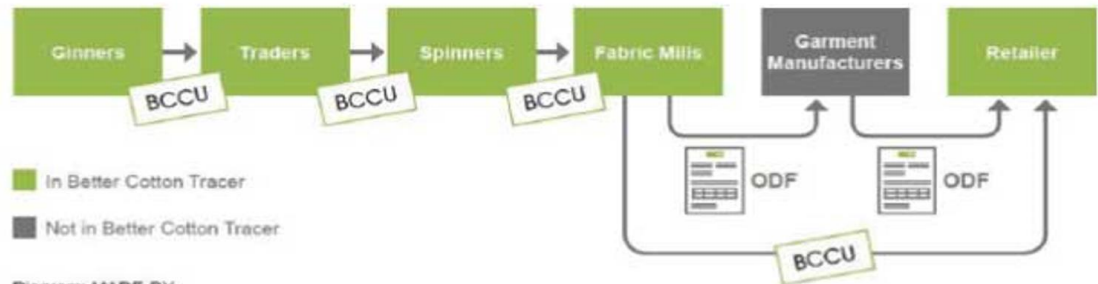 Ginners
Traders
Spinners
Fabric Mills
Garment
Manufacturers
Retailer
BCCU
BCCU
BCCU
ODF
ODF
In Better Cotton Tracer
Not in Better Cotton Tracer
BCCU